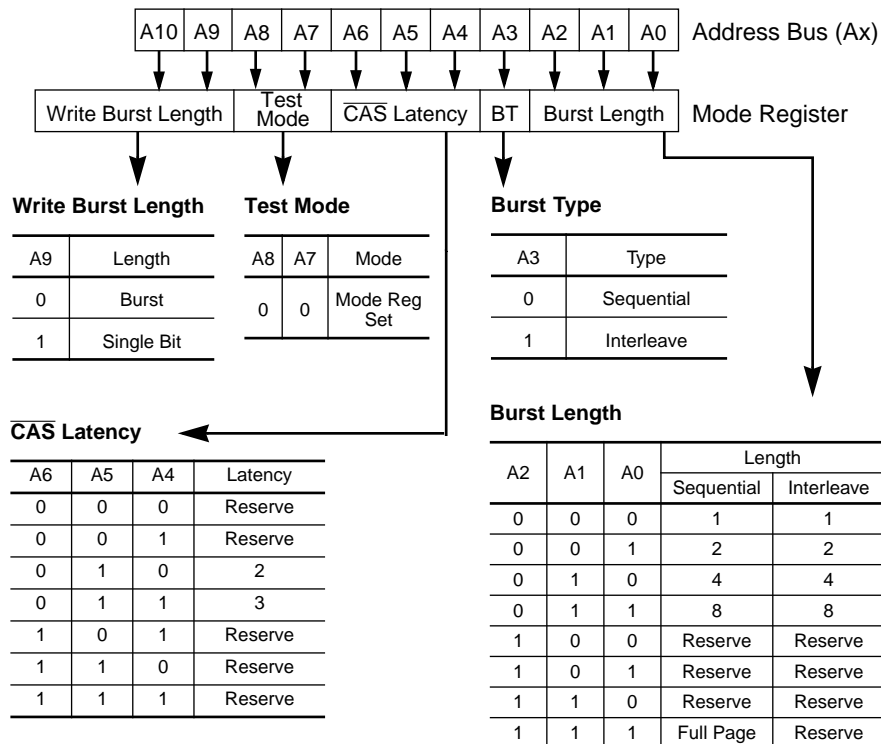 A10 A9 A8 A7 A6 A5 A4 A3 A2 A1 A0 Address Bus (Ax)
Write Burst Length Test Mode C̅A̅S̅ Latency BT Burst Length Mode Register
Write Burst Length
A9 Length
0 Burst
1 Single Bit
Test Mode
A8 A7 Mode
0 0 Mode Reg
Set
Burst Type
A3 Type
0 Sequential
1 Interleave
C̅A̅S̅ Latency
A6 A5 A4 Latency
0 0 0 Reserve
0 0 1 Reserve
0 1 0 2
0 1 1 3
1 0 1 Reserve
1 1 0 Reserve
1 1 1 Reserve
Burst Length
A2 A1 A0 Length
Sequential Interleave
0 0 0 1 1
0 0 1 2 2
0 1 0 4 4
0 1 1 8 8
1 0 0 Reserve Reserve
1 0 1 Reserve Reserve
1 1 0 Reserve Reserve
1 1 1 Full Page Reserve